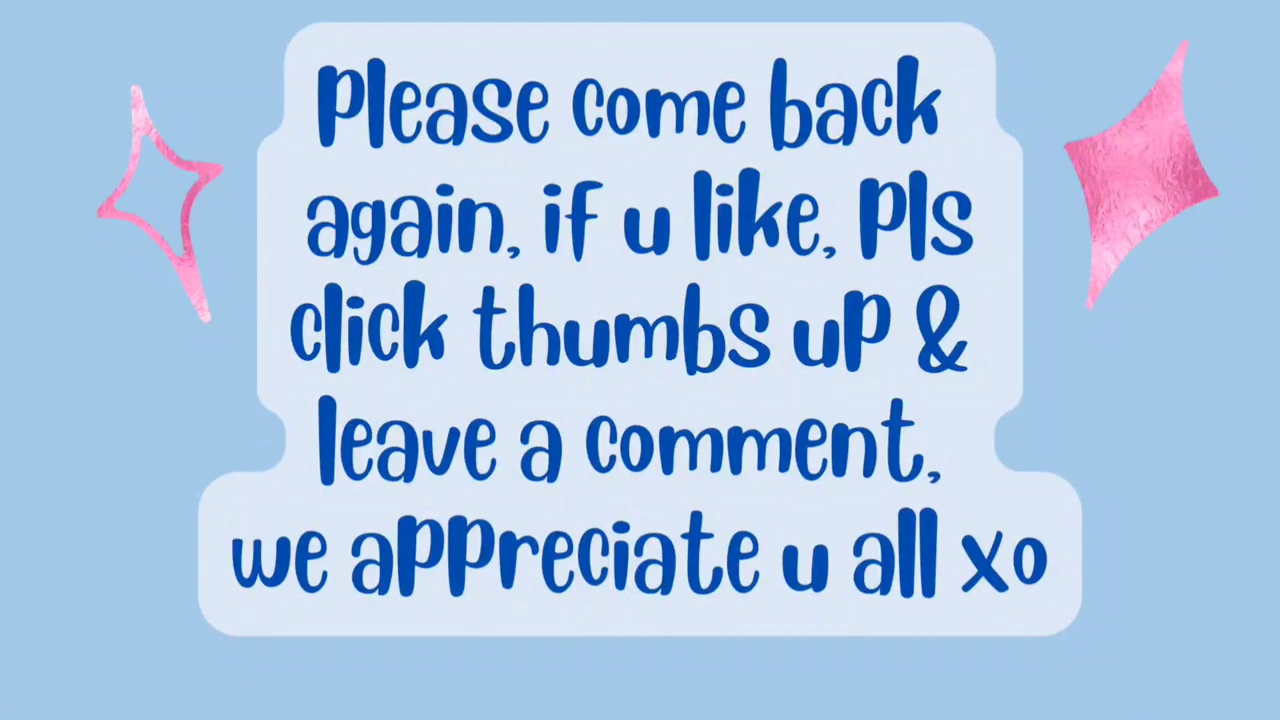 Please come back
again, if u like, Pls
click thumbs up &
leave a comment,
we appreciate u all xo